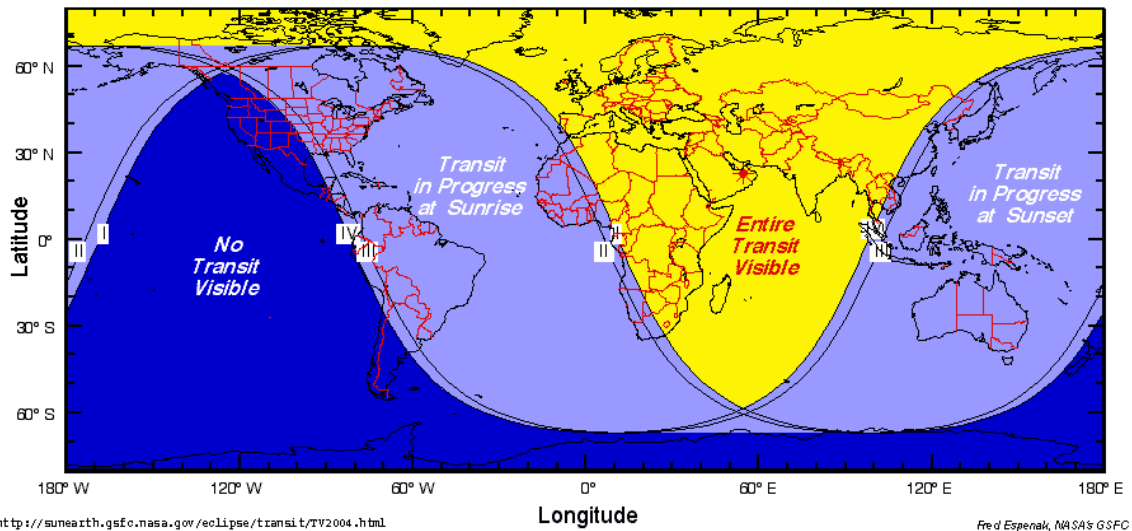 60° N
30° N
0°
30° S
60° S
Latitude
Transit
in Progress
at Sunrise
Transit
in Progress
at Sunset
No
Transit
Visible
Entire
Transit
Visible
I
II
IV
III
I
II
III
180° W
120° W
60° W
0°
60° E
120° E
180° E
Longitude
http://sunearth.gsfc.nasa.gov/eclipse/transit/TV2004.html
Fred Espenak, NASA's GSFC